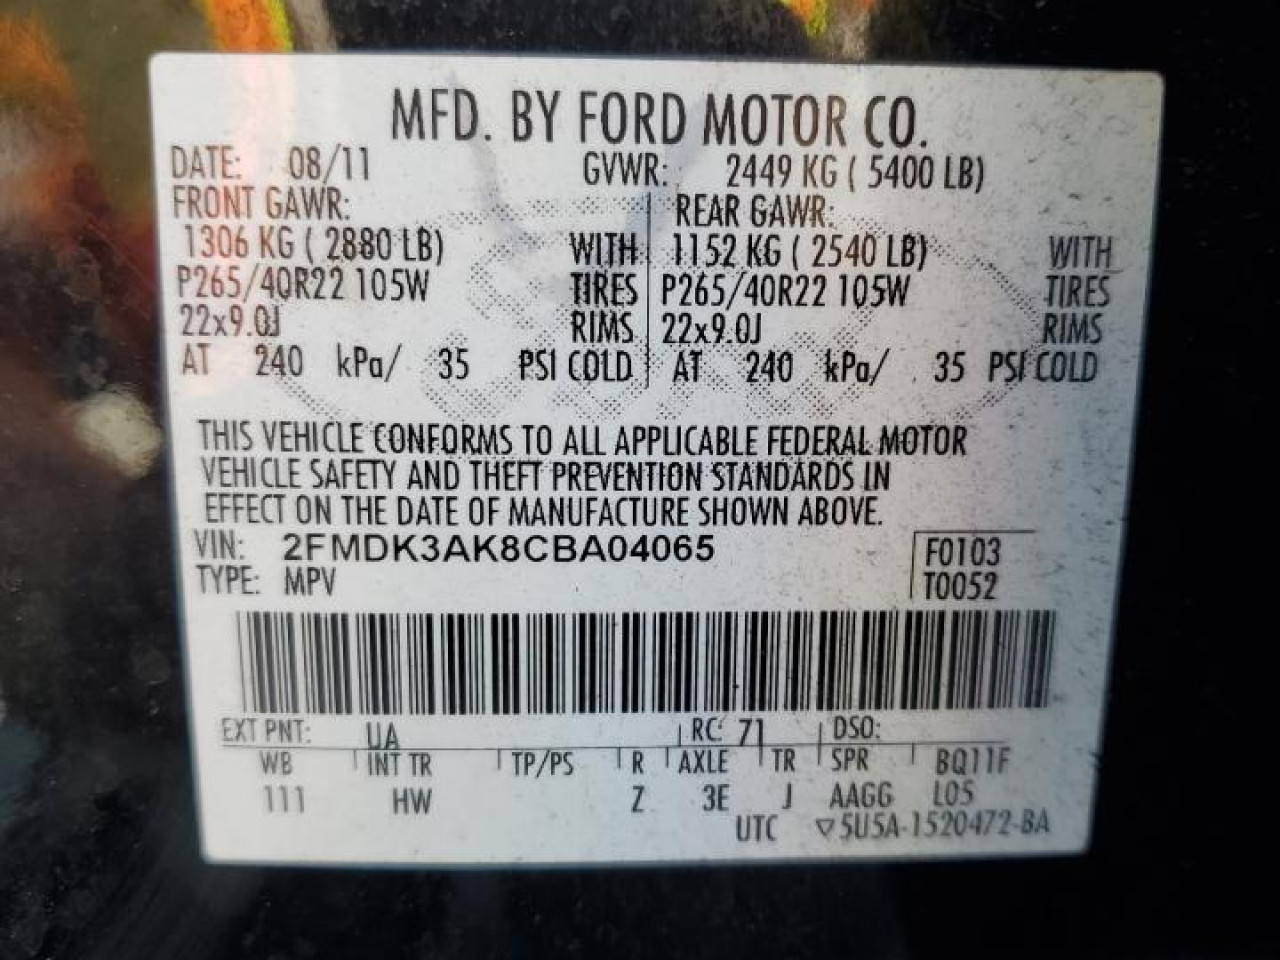 MFD. BY FORD MOTOR CO.
DATE: 08/11 GVWR: 2449 KG ( 5400 LB)
FRONT GAWR: REAR GAWR:
1306 KG ( 2880 LB) WITH 1152 KG ( 2540 LB) WITH
P265/40R22 105W TIRES P265/40R22 105W TIRES
22x9.0J RIMS 22x9.0J RIMS
AT 240 kPa/ 35 PSI COLD AT 240 kPa/ 35 PSI COLD
THIS VEHICLE CONFORMS TO ALL APPLICABLE FEDERAL MOTOR
VEHICLE SAFETY AND THEFT PREVENTION STANDARDS IN
EFFECT ON THE DATE OF MANUFACTURE SHOWN ABOVE.
VIN: 2FMDK3AK8CBA04065 F0103
TYPE: MPV T0052
EXT PNT: UA RC: 71 DSO:
WB INT TR TP/PS R AXLE TR SPR BQ11F
111 HW Z 3E J AAGG L05
UTC ▽5U5A-1520472-BA